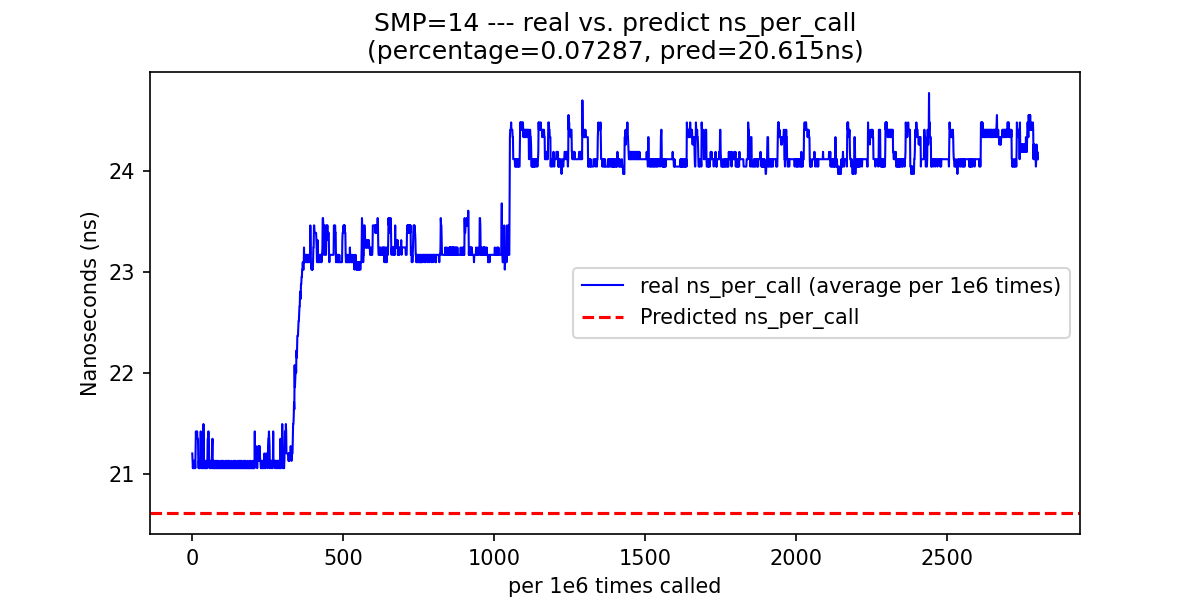 SMP=14 --- real vs. predict ns_per_call
(percentage=0.07287, pred=20.615ns)
Nanoseconds (ns)
24
23
22
21
real ns_per_call (average per 1e6 times)
Predicted ns_per_call
0 500 1000 1500 2000 2500
per 1e6 times called